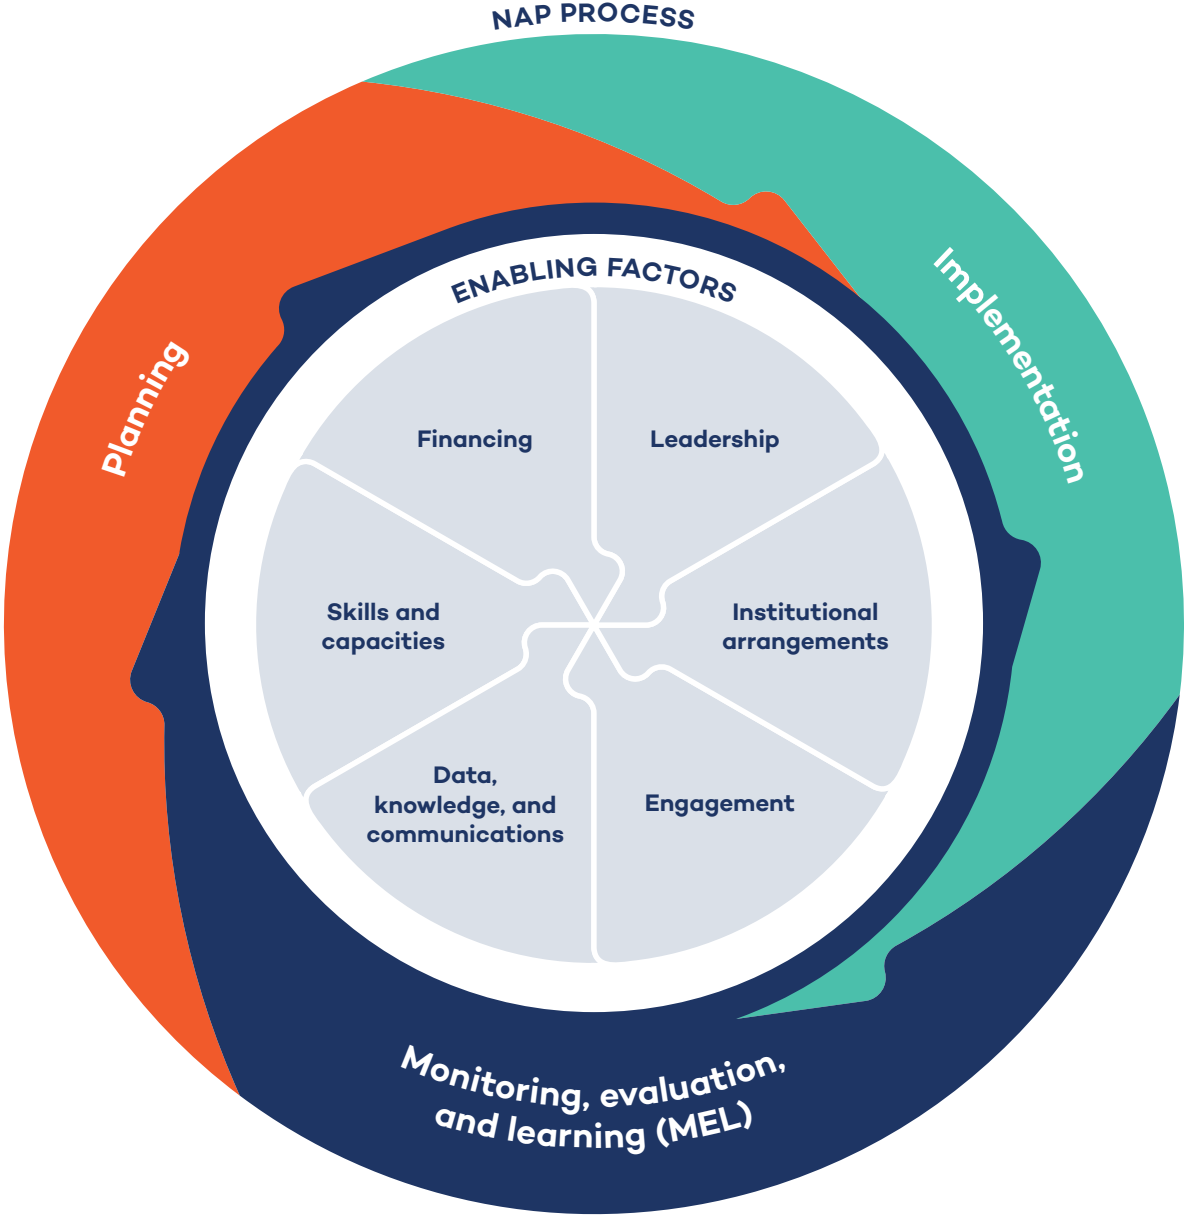 NAP PROCESS
Implementation
Planning
ENABLING FACTORS
Financing
Leadership
Skills and
capacities
Institutional
arrangements
Data,
knowledge, and
communications
Engagement
Monitoring, evaluation,
and learning (MEL)